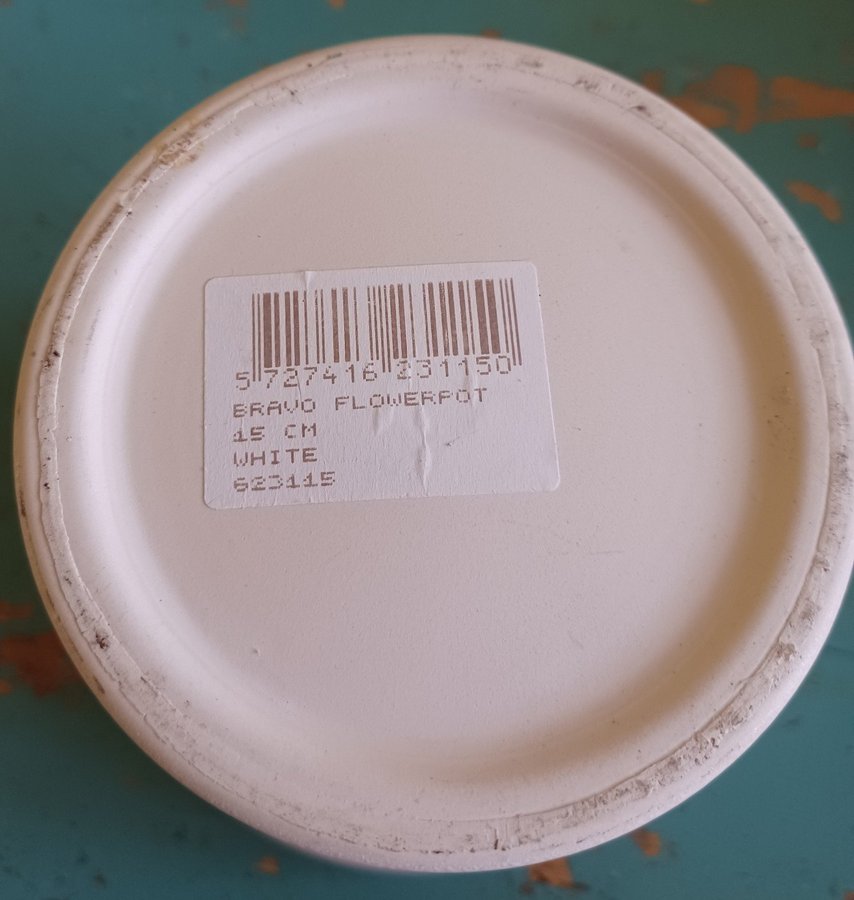 5 727416 231150
BRAVO FLOWERPOT
15 CM
WHITE
623115